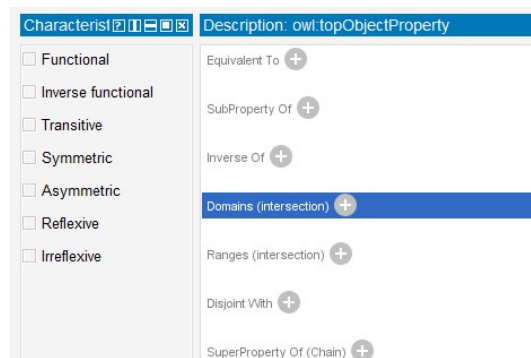 Characterist
Functional
Inverse functional
Transitive
Symmetric
Asymmetric
Reflexive
Irreflexive
Description: owl:topObjectProperty
Equivalent To
SubProperty Of
Inverse Of
Domains (intersection)
Ranges (intersection)
Disjoint With
SuperProperty Of (Chain)